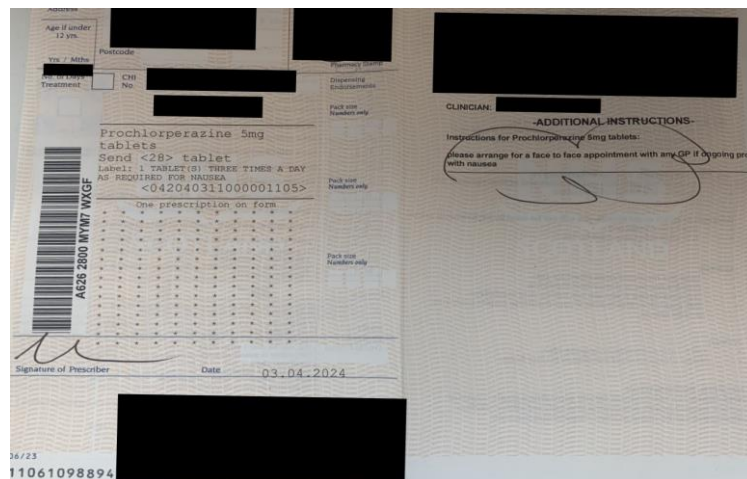 Address
Age if under
12 yrs.
Yrs / Mths
Postcode
Pharmacy Stamp
No. of Days
Treatment
CHI
No
Dispensing
Endorsements
Pack size
Numbers only
Prochlorperazine 5mg
tablets
Send <28> tablet
Label: 1 TABLET(S) THREE TIMES A DAY
AS REQUIRED FOR NAUSEA
<042040311000001105>
One prescription on form
Pack size
Numbers only
Pack size
Numbers only
A626 2800 MYM7 WXGF
Signature of Prescriber
Date
03.04.2024
06/23
11061098894
CLINICIAN:
-ADDITIONAL INSTRUCTIONS-
Instructions for Prochlorperazine 5mg tablets:
please arrange for a face to face appointment with any GP if ongoing pro
with nausea